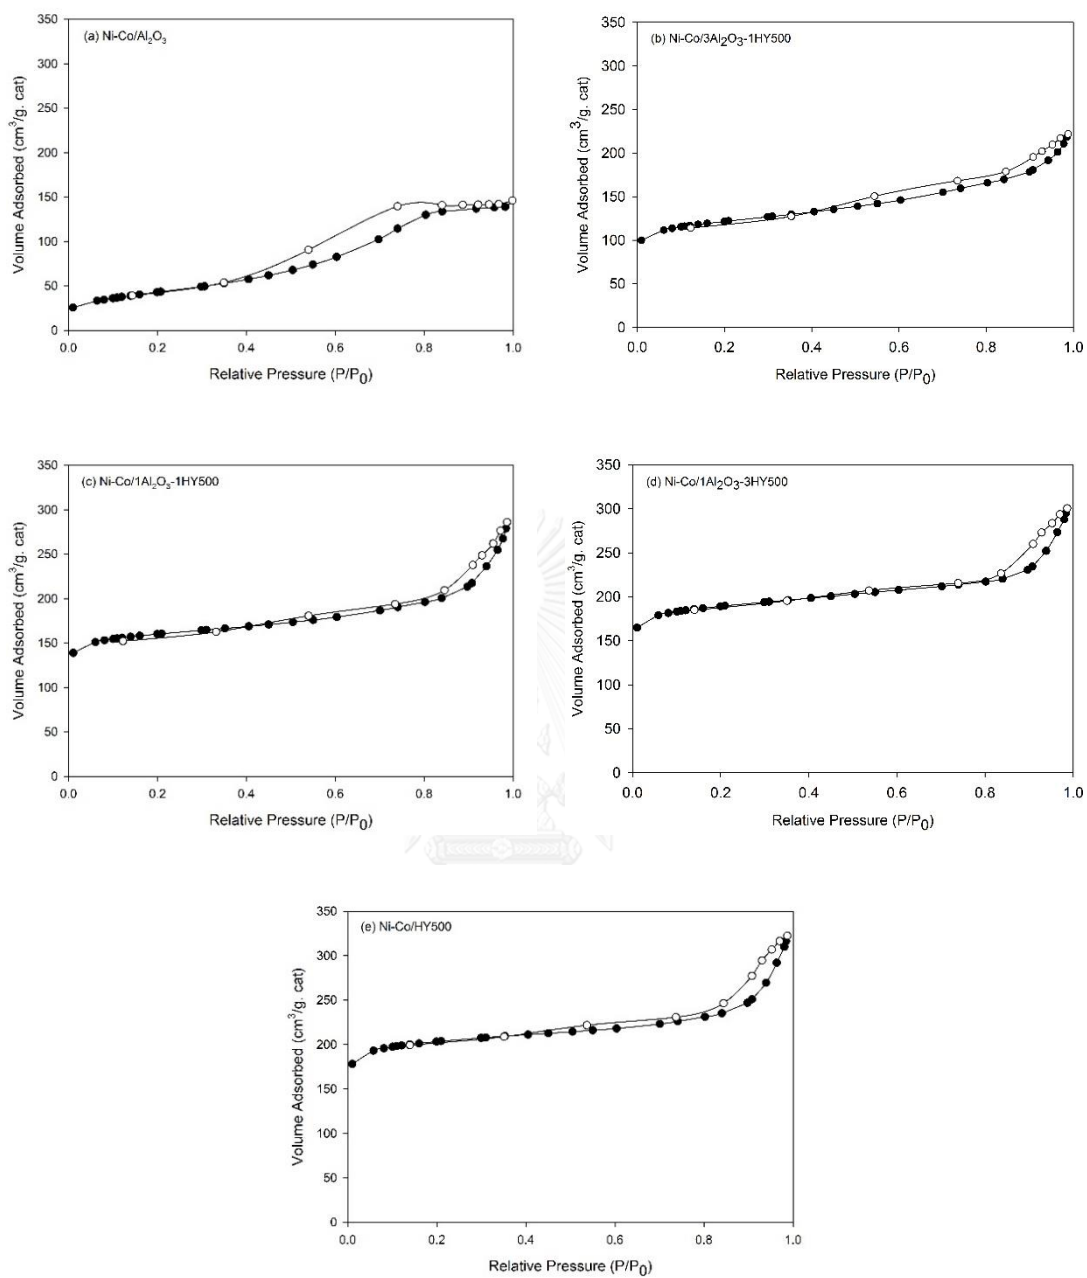 (a) Ni-Co/Al₂O₃
350
300
250
200
150
100
50
0
Volume Adsorbed (cm³/g. cat)
0.0 0.2 0.4 0.6 0.8 1.0
Relative Pressure (P/P₀)
(b) Ni-Co/3Al₂O₃-1HY500
350
300
250
200
150
100
50
0
Volume Adsorbed (cm³/g. cat)
0.0 0.2 0.4 0.6 0.8 1.0
Relative Pressure (P/P₀)
(c) Ni-Co/1Al₂O₃-1HY500
350
300
250
200
150
100
50
0
Volume Adsorbed (cm³/g. cat)
0.0 0.2 0.4 0.6 0.8 1.0
Relative Pressure (P/P₀)
(d) Ni-Co/1Al₂O₃-3HY500
350
300
250
200
150
100
50
0
Volume Adsorbed (cm³/g. cat)
0.0 0.2 0.4 0.6 0.8 1.0
Relative Pressure (P/P₀)
(e) Ni-Co/HY500
350
300
250
200
150
100
50
0
Volume Adsorbed (cm³/g. cat)
0.0 0.2 0.4 0.6 0.8 1.0
Relative Pressure (P/P₀)